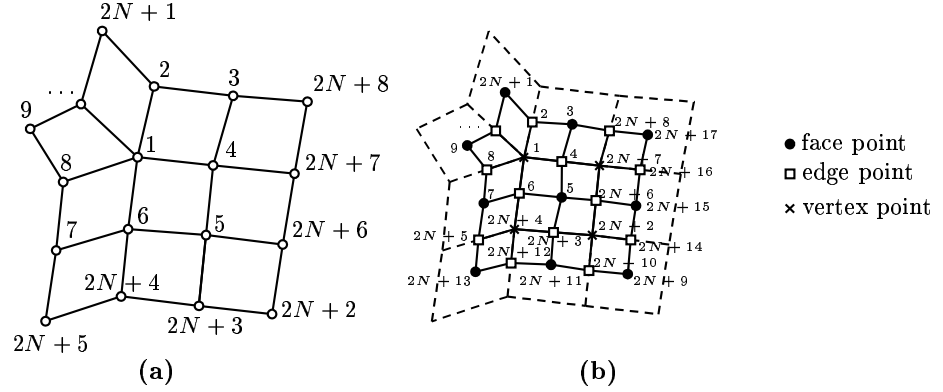 2N + 1
2
3
2N + 8
. . .
9
1
4
2N + 7
8
7
6
5
2N + 6
2N + 4
2N + 3
2N + 2
2N + 5
(a)
2N + 1
2
3
2N + 8
2N + 17
. . .
9
1
4
2N + 7
2N + 16
8
7
6
5
2N + 6
2N + 15
2N + 4
2N + 2
2N + 5
2N + 3
2N + 14
2N + 12
2N + 10
2N + 13
2N + 11
2N + 9
(b)
face point
edge point
vertex point